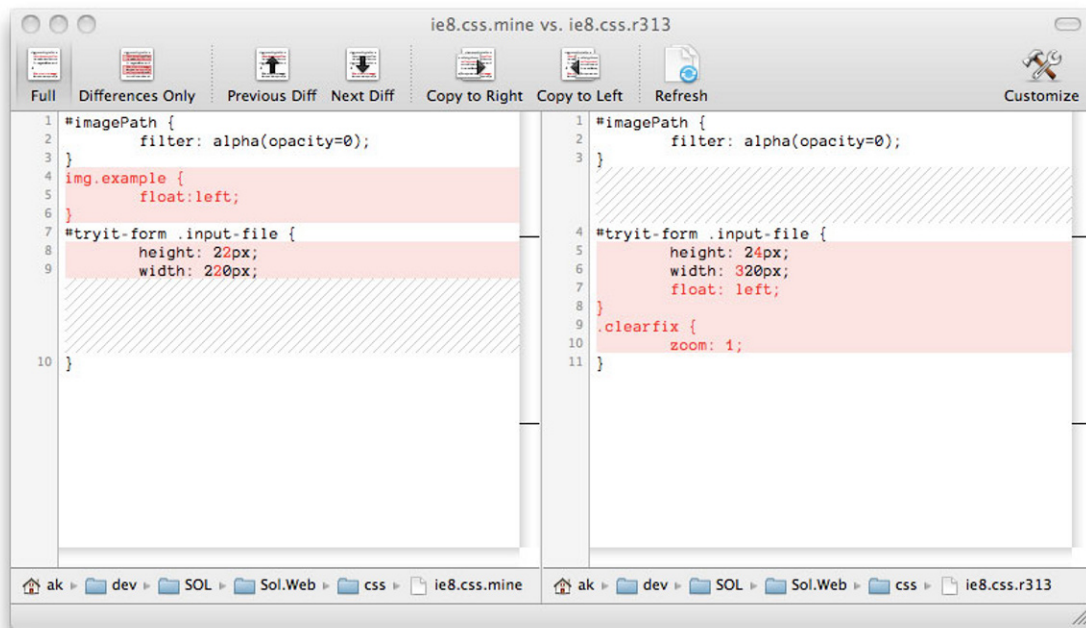 ie8.css.mine vs. ie8.css.r313
Full Differences Only Previous Diff Next Diff Copy to Right Copy to Left Refresh Customize
1 #imagePath {
2 filter: alpha(opacity=0);
3 }
4 img.example {
5 float:left;
6 }
7 #tryit-form .input-file {
8 height: 22px;
9 width: 220px;
10 }
1 #imagePath {
2 filter: alpha(opacity=0);
3 }
4 #tryit-form .input-file {
5 height: 24px;
6 width: 320px;
7 float: left;
8 }
9 .clearfix {
10 zoom: 1;
11 }
ak dev SOL Sol.Web css ie8.css.mine
ak dev SOL Sol.Web css ie8.css.r313